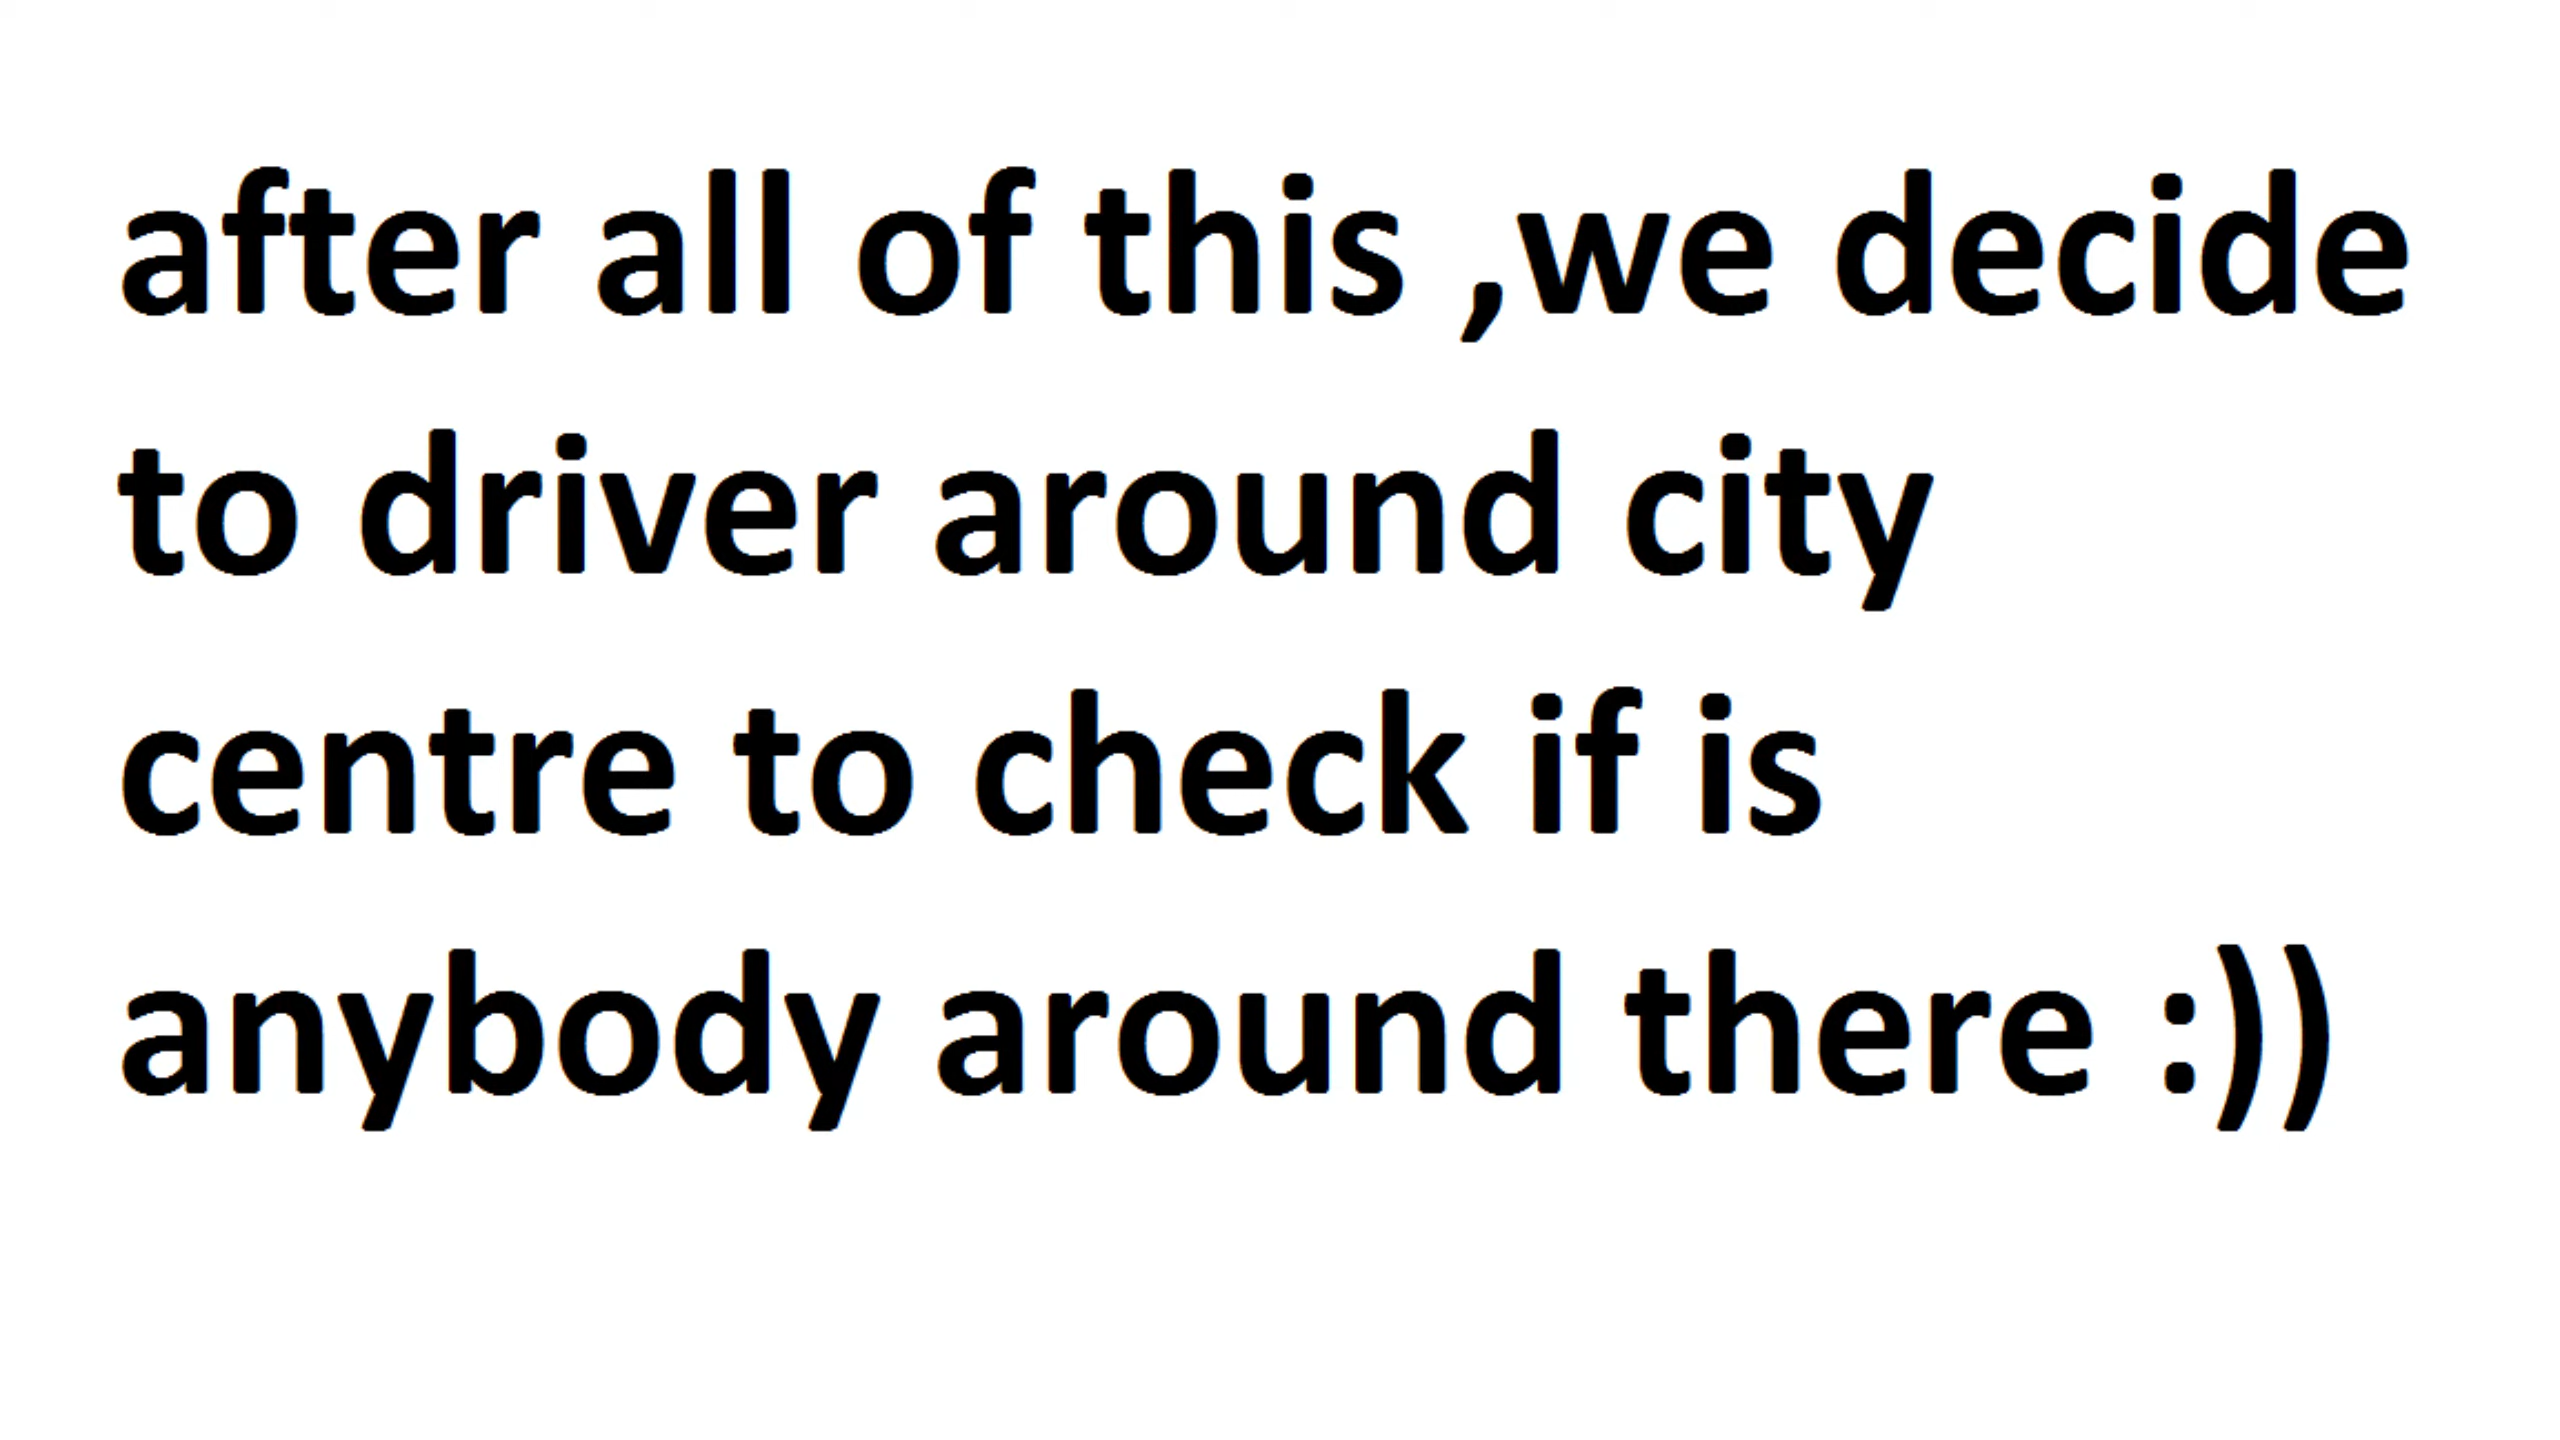 after all of this ,we decide
to driver around city
centre to check if is
anybody around there :))